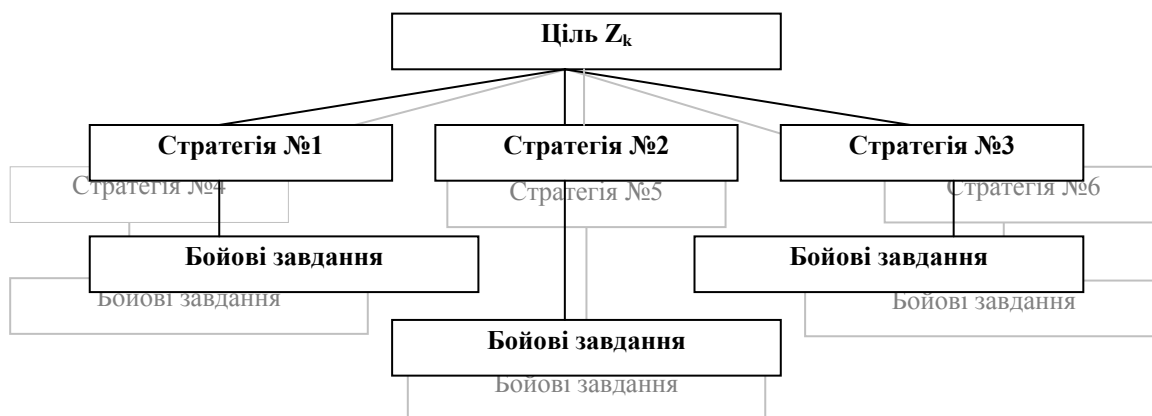 Ціль Zk
Стратегія №1
Стратегія №2
Стратегія №3
Стратегія №4
Стратегія №5
Стратегія №6
Бойові завдання
Бойові завдання
Бойові завдання
Бойові завдання
Бойові завдання
Бойові завдання